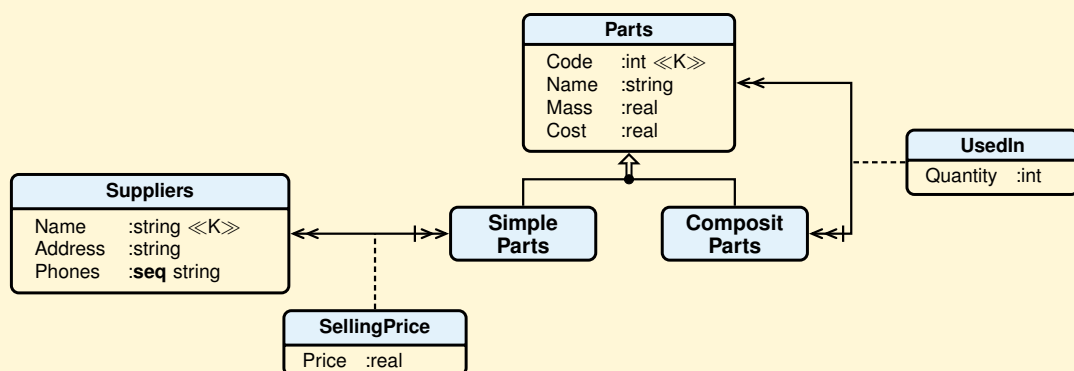 Parts
Code :int ≪K≫
Name :string
Mass :real
Cost :real
UsedIn
Quantity :int
Suppliers
Name :string ≪K≫
Address :string
Phones :seq string
Simple
Parts
Composit
Parts
SellingPrice
Price :real